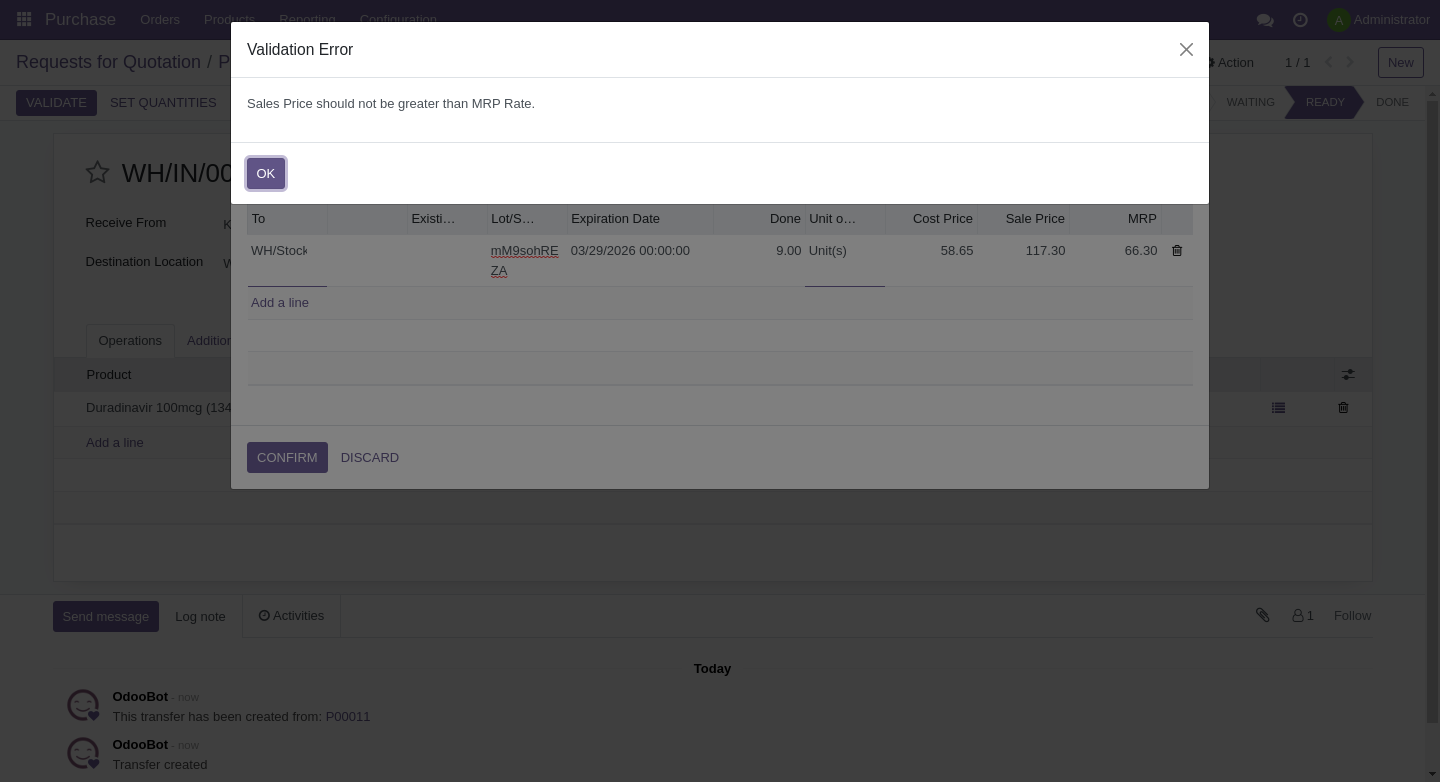 Purchase Orders Products Reporting Configuration A Administrator
Validation Error
Requests for Quotation / P Action 1 / 1 New
VALIDATE SET QUANTITIES WAITING READY DONE
Sales Price should not be greater than MRP Rate.
OK
WH/IN/00
To Existi... Lot/S... Expiration Date Done Unit o... Cost Price Sale Price MRP
Receive From K
WH/Stock mM9sohRE 03/29/2026 00:00:00 9.00 Unit(s) 58.65 117.30 66.30
ZA
Destination Location W
Add a line
Operations Addition
Product
Duradinavir 100mcg (134
Add a line
CONFIRM DISCARD
Send message Log note Activities 1 Follow
Today
OdooBot - now
This transfer has been created from: P00011
OdooBot - now
Transfer created